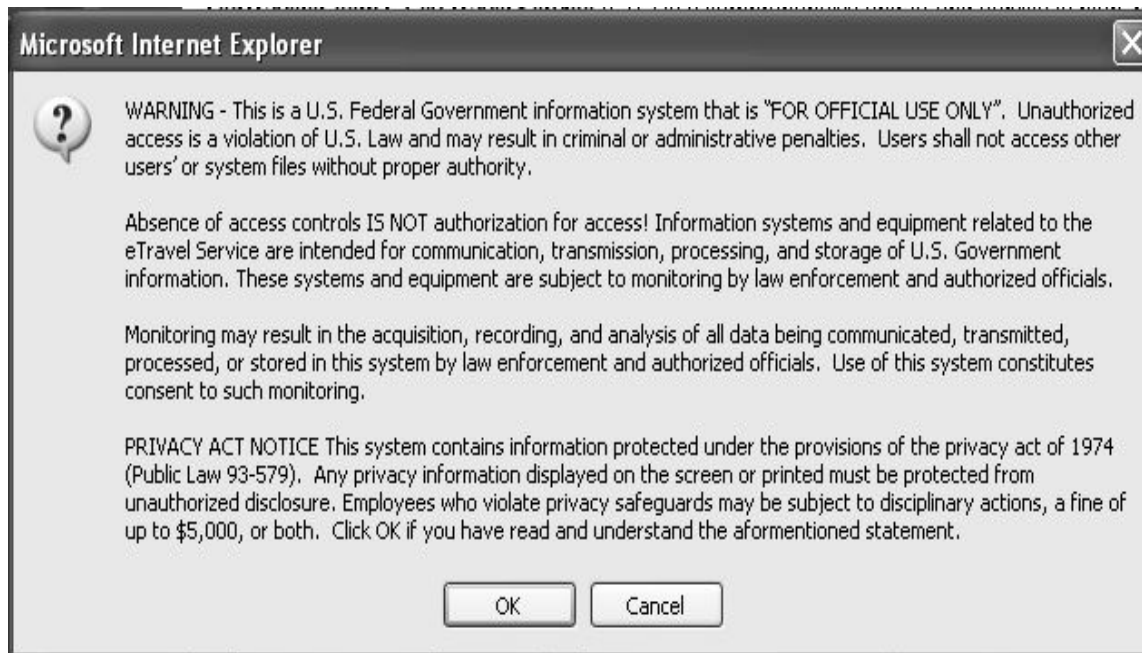 Microsoft Internet Explorer
WARNING - This is a U.S. Federal Government information system that is "FOR OFFICIAL USE ONLY". Unauthorized
access is a violation of U.S. Law and may result in criminal or administrative penalties. Users shall not access other
users' or system files without proper authority.
Absence of access controls IS NOT authorization for access! Information systems and equipment related to the
eTravel Service are intended for communication, transmission, processing, and storage of U.S. Government
information. These systems and equipment are subject to monitoring by law enforcement and authorized officials.
Monitoring may result in the acquisition, recording, and analysis of all data being communicated, transmitted,
processed, or stored in this system by law enforcement and authorized officials. Use of this system constitutes
consent to such monitoring.
PRIVACY ACT NOTICE This system contains information protected under the provisions of the privacy act of 1974
(Public Law 93-579). Any privacy information displayed on the screen or printed must be protected from
unauthorized disclosure. Employees who violate privacy safeguards may be subject to disciplinary actions, a fine of
up to $5,000, or both. Click OK if you have read and understand the aformentioned statement.
OK Cancel